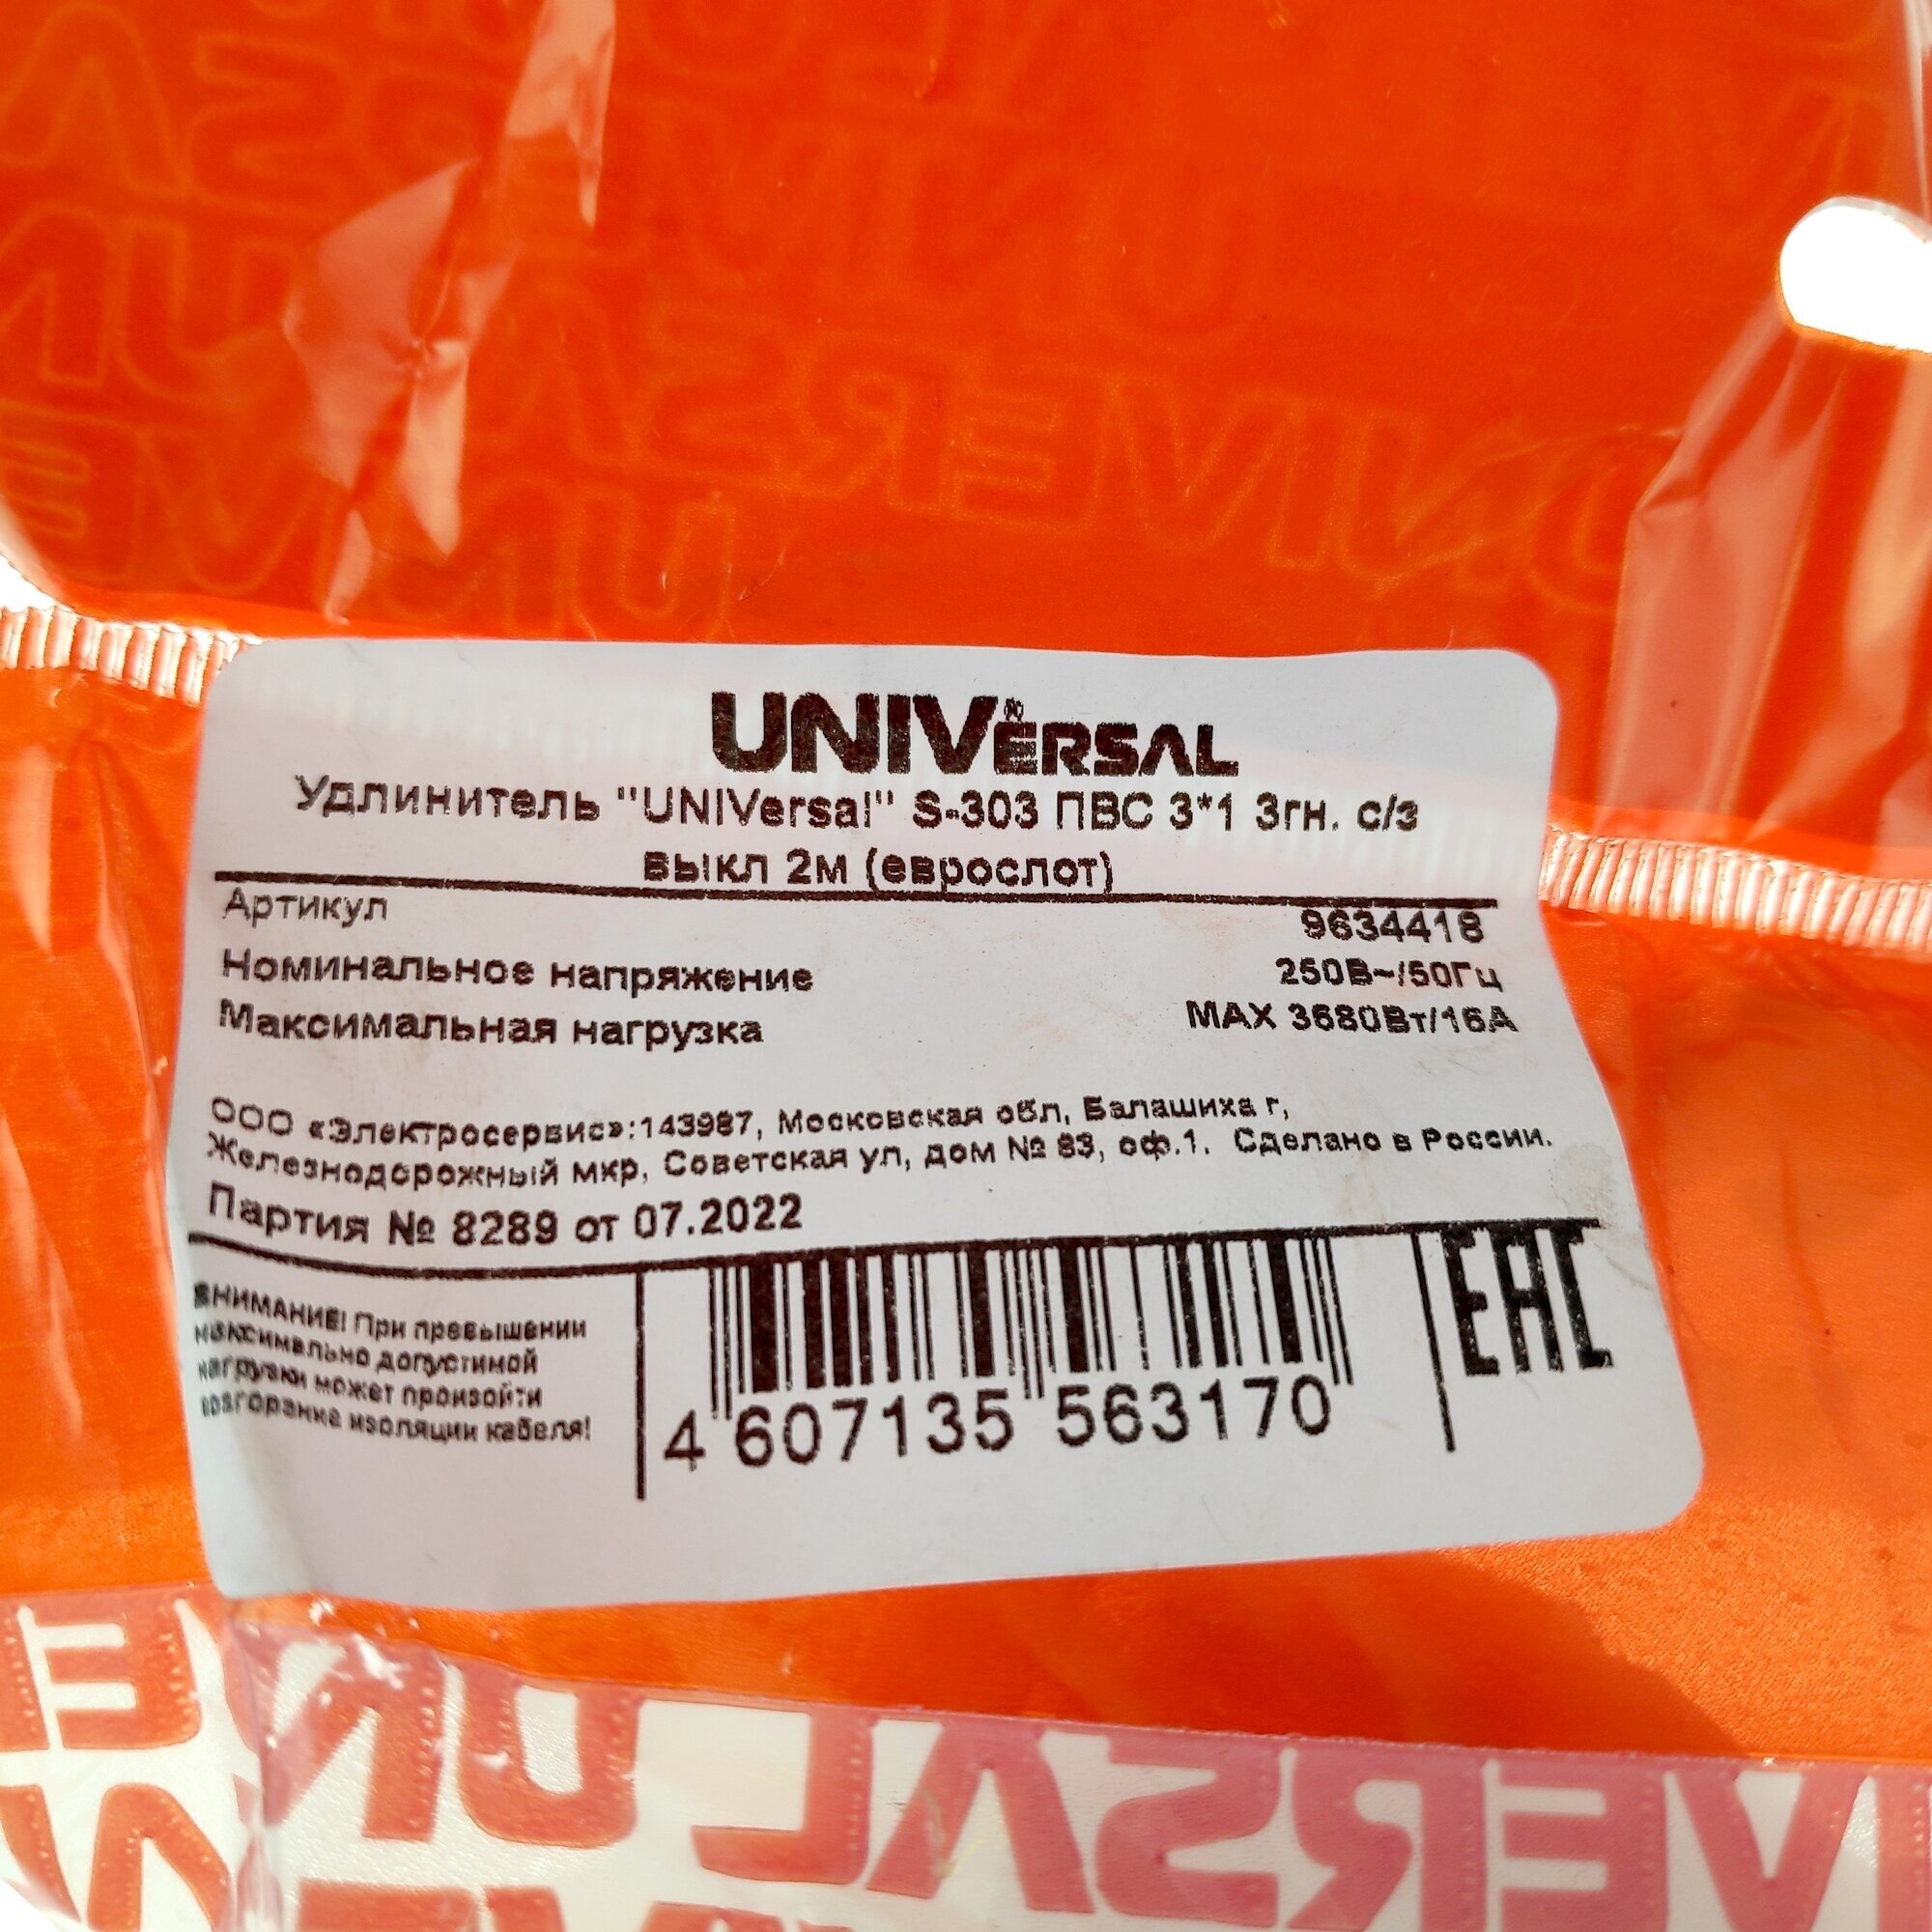 UNIVERSAL
Удлинитель "UNIVersal" S-303 ПВС 3*1 3гн. с/з
выкл 2м (еврослот)
Артикул 9634418
Номинальное напряжение 250В~/50Гц
Максимальная нагрузка MAX 3680Вт/16А
ООО «Электросервис»:143987, Московская обл, Балашиха г,
Железнодорожный мкр, Советская ул, дом № 83, оф.1. Сделано в России.
Партия № 8289 от 07.2022
ВНИМАНИЕ! При превышении
максимально допустимой
нагрузки может произойти
возгорание изоляции кабеля!
4 607135 563170
EAC